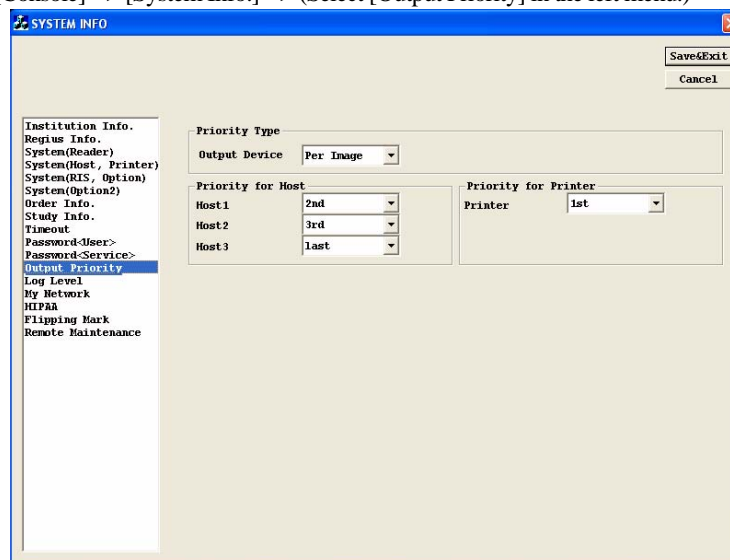 [System Info.]
(Select [Output Priority] in the left menu.)
SYSTEM INFO
Save&Exit
Cancel
Institution Info.
Regius Info.
System(Reader)
System(Host, Printer)
System(RIS, Option)
System(Option2)
Order Info.
Study Info.
Timeout
Password<User>
Password<Service>
Output Priority
Log Level
My Network
HIPAA
Flipping Mark
Remote Maintenance
Priority Type
Output Device Per Image
Priority for Host
Host1 2nd
Host2 3rd
Host3 last
Priority for Printer
Printer 1st